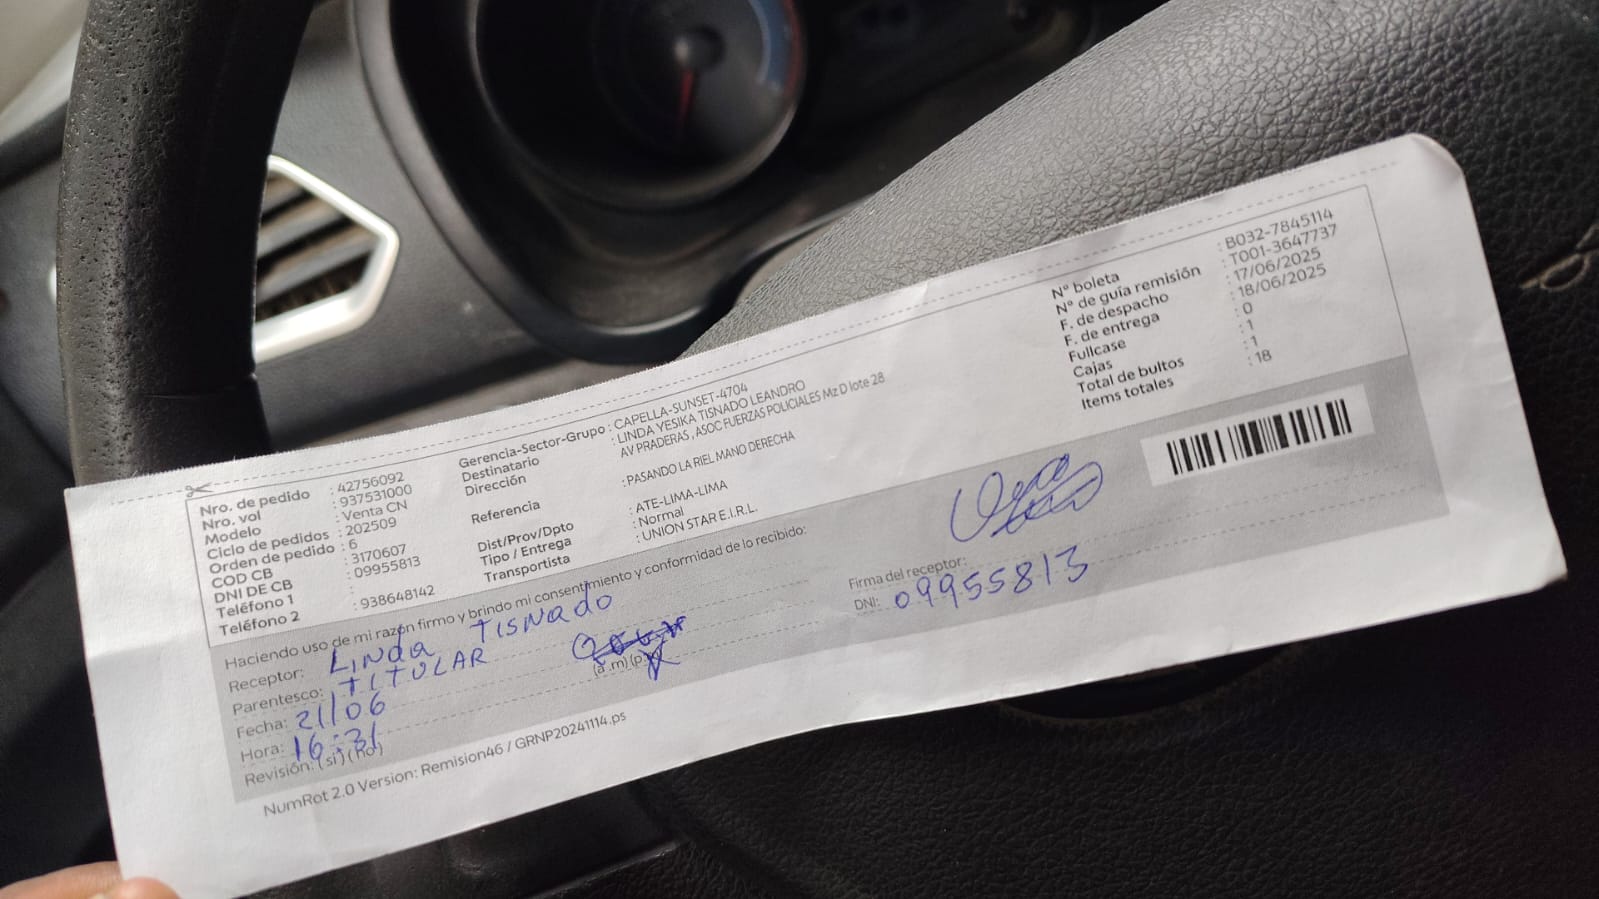 Nro. de pedido : 42756092
Nro. vol : 937531000
Modelo : Venta CN
Ciclo de pedidos : 202509
Orden de pedido : 6
COD CB : 3170607
DNI DE CB : 09955813
Teléfono 1 :
Teléfono 2 : 938648142
Gerencia-Sector-Grupo : CAPELLA-SUNSET-4704
Destinatario : LINDA YESIKA TISNADO LEANDRO
Dirección AV PRADERAS , ASOC FUERZAS POLICIALES Mz D lote 28
Referencia : PASANDO LA RIEL MANO DERECHA
Dist/Prov/Dpto : ATE-LIMA-LIMA
Tipo / Entrega : Normal
Transportista : UNION STAR E.I.R.L.
N° boleta : B032-7845114
N° de guía remisión : T001-3647737
F. de despacho : 17/06/2025
F. de entrega : 18/06/2025
Fullcase : 0
Cajas : 1
Total de bultos : 1
Items totales : 18
Haciendo uso de mi razón firmo y brindo mi consentimiento y conformidad de lo recibido:
Receptor: Linda Tisnado
Parentesco: TITULAR
Fecha: 21/06
Hora: 16:31 (a .m) (p.
Revisión: ( si ) ( no )
Firma del receptor:
DNI: 09955813
NumRot 2.0 Version: Remision46 / GRNP20241114.ps